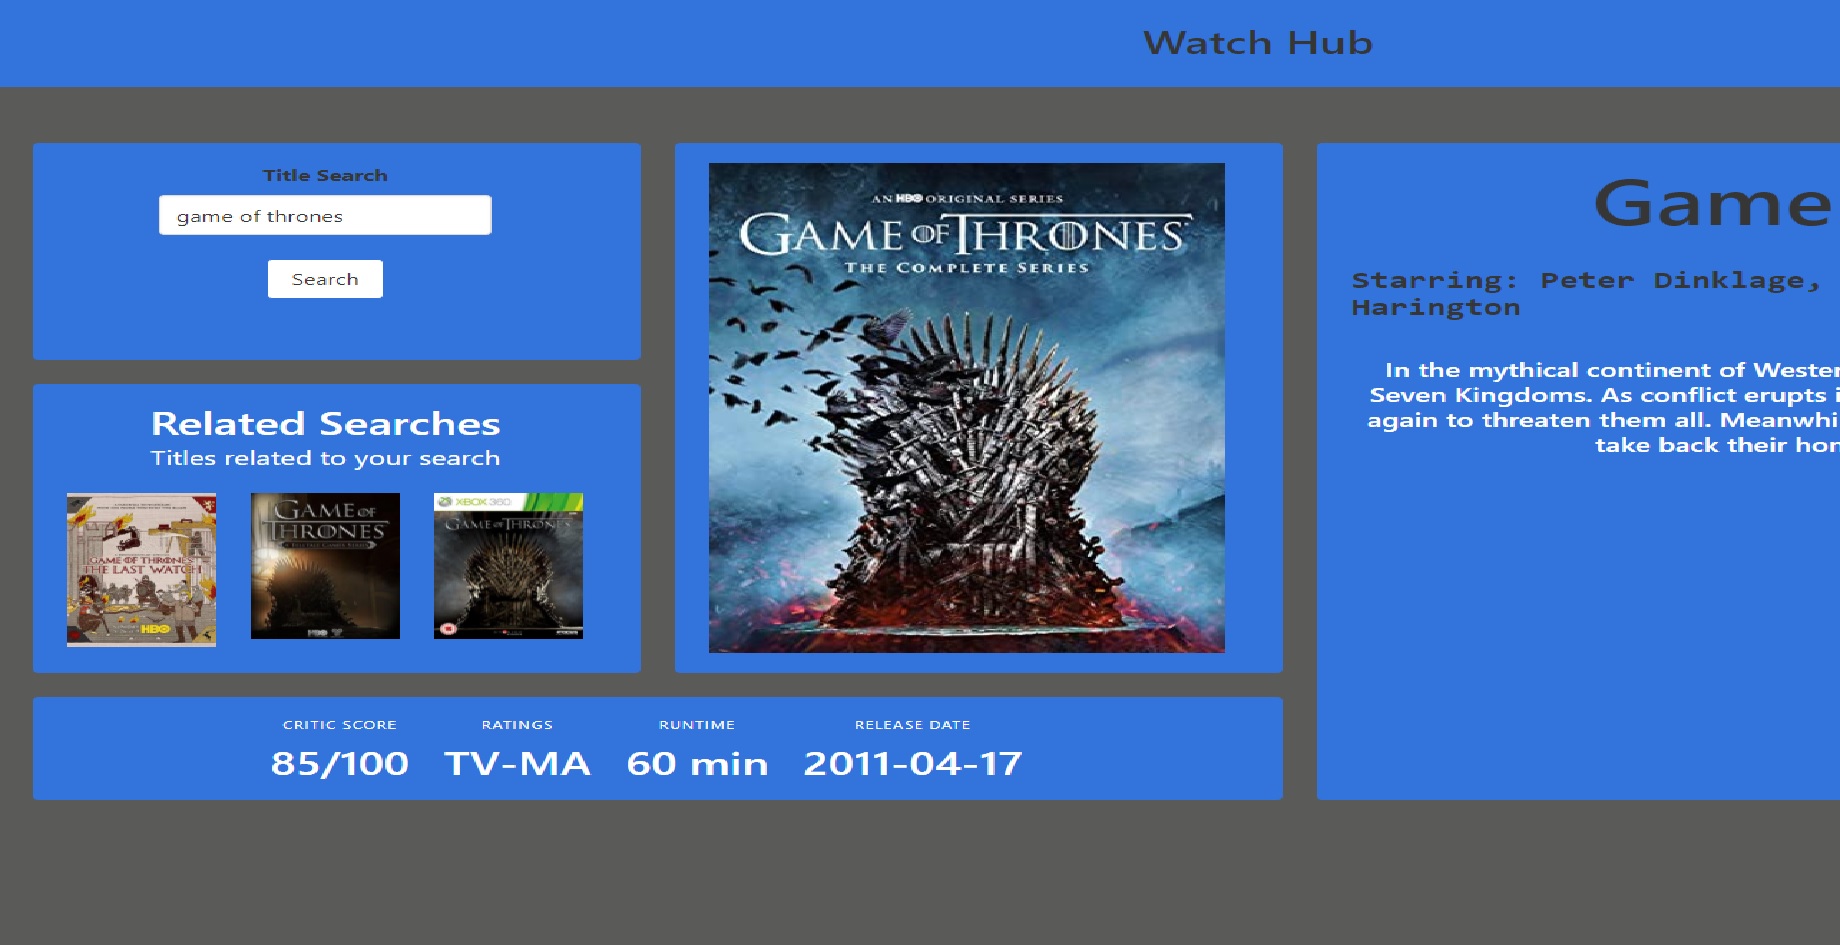 Watch Hub
Title Search
game of thrones
Search
Related Searches
Titles related to your search
GAME OF THRONES
THE LAST WATCH
HBO
GAME OF
THRONES
XBOX 360
GAME OF THRONES
AN HBO ORIGINAL SERIES
GAME OF THRONES
THE COMPLETE SERIES
CRITIC SCORE RATINGS RUNTIME RELEASE DATE
85/100 TV-MA 60 min 2011-04-17
Game
Starring: Peter Dinklage,
Harington
In the mythical continent of Wester
Seven Kingdoms. As conflict erupts i
again to threaten them all. Meanwhi
take back their hon